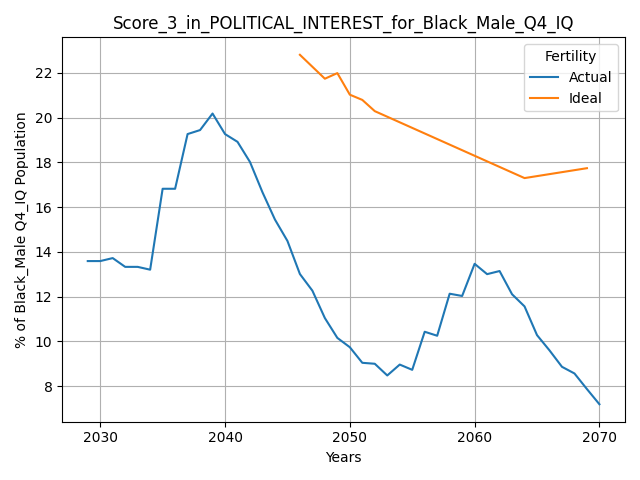 Score_3_in_POLITICAL_INTEREST_for_Black_Male_Q4_IQ
Fertility
Actual
Ideal
% of Black_Male Q4_IQ Population
22
20
18
16
14
12
10
8
2030
2040
2050
2060
2070
Years